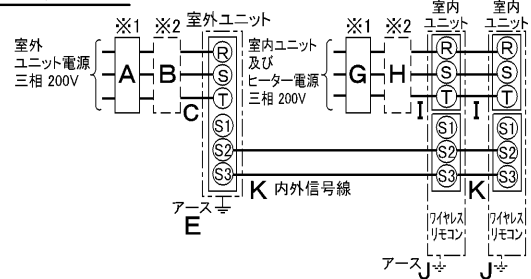 ※1 ※2 室外ユニット
室外
ユニット電源
三相 200V
A B C
R
S
T
S1
S2
S3
アース
E
※1 ※2
室内ユニット
及び
ヒーター電源
三相 200V
G H I I
室内
ユニット
室内
ユニット
R R
S S
T T
S1 S1
S2 S2
S3 S3
K 内外信号線 K
ワイヤレス
リモコン
ワイヤレス
リモコン
アース J J